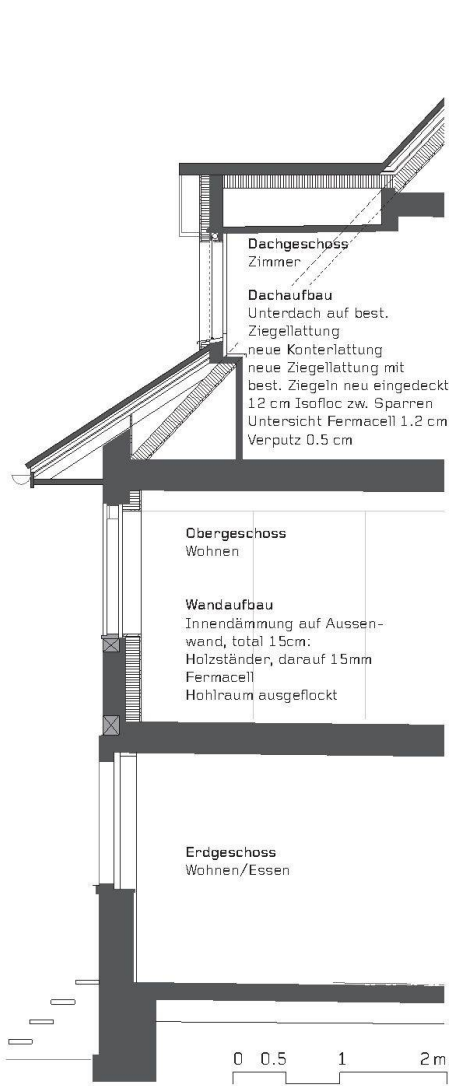 Dachgeschoss
Zimmer
Dachaufbau
Unterdach auf best.
Ziegellattung
neue Konterlattung
neue Ziegellattung mit
best. Ziegeln neu eingedeckt
12 cm Isofloc zw. Sparren
Untersicht Fermacell 1.2 cm
Verputz 0.5 cm
Obergeschoss
Wohnen
Wandaufbau
Innendämmung auf Aussen-
wand, total 15cm:
Holzständer, darauf 15mm
Fermacell
Hohlraum ausgeflockt
Erdgeschoss
Wohnen/Essen
0 0.5 1 2 m